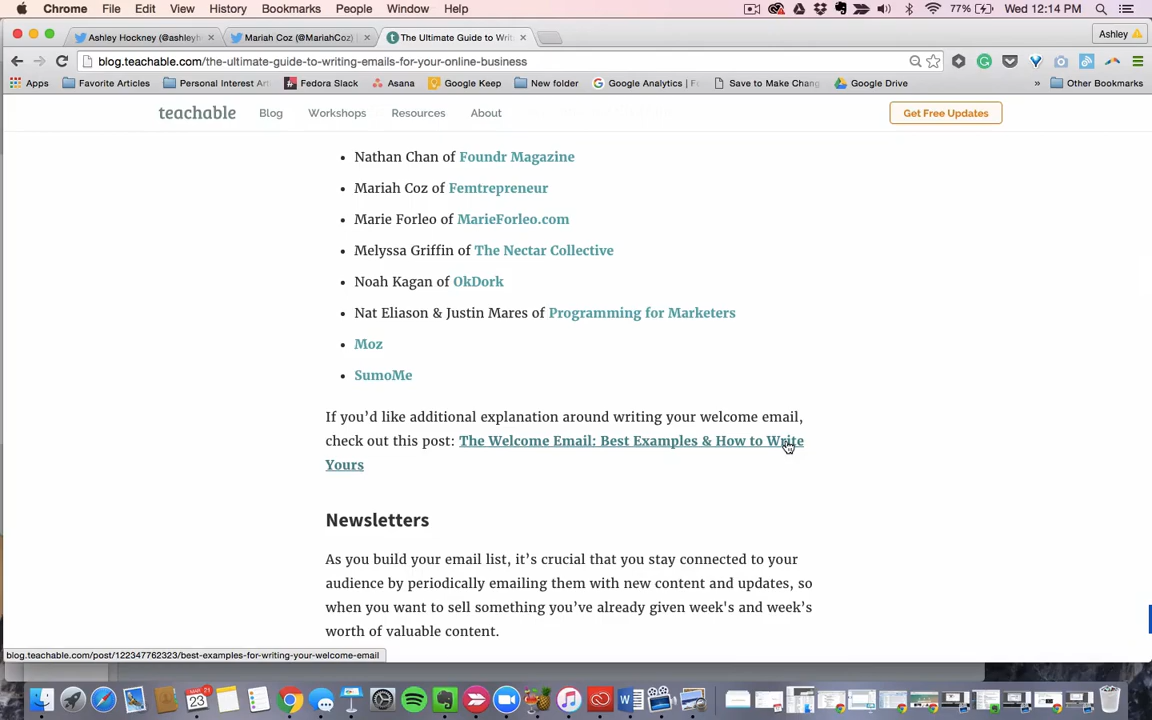 Chrome File Edit View History Bookmarks People Window Help 77% Wed 12:14 PM
Ashley Hockney (@ashleyh Mariah Coz (@MariahCoz) | The Ultimate Guide to Writ Ashley
blog.teachable.com/the-ultimate-guide-to-writing-emails-for-your-online-business
Apps Favorite Articles Personal Interest Art Fedora Slack Asana Google Keep New folder Google Analytics | F Save to Make Chang Google Drive » Other Bookmarks
teachable Blog Workshops Resources About Get Free Updates
• Nathan Chan of Foundr Magazine
• Mariah Coz of Femtrepreneur
• Marie Forleo of MarieForleo.com
• Melyssa Griffin of The Nectar Collective
• Noah Kagan of OkDork
• Nat Eliason & Justin Mares of Programming for Marketers
• Moz
• SumoMe
If you’d like additional explanation around writing your welcome email,
check out this post: The Welcome Email: Best Examples & How to Write
Yours
Newsletters
As you build your email list, it’s crucial that you stay connected to your
audience by periodically emailing them with new content and updates, so
when you want to sell something you’ve already given week's and week’s
worth of valuable content.
blog.teachable.com/post/122347762323/best-examples-for-writing-your-welcome-email
23